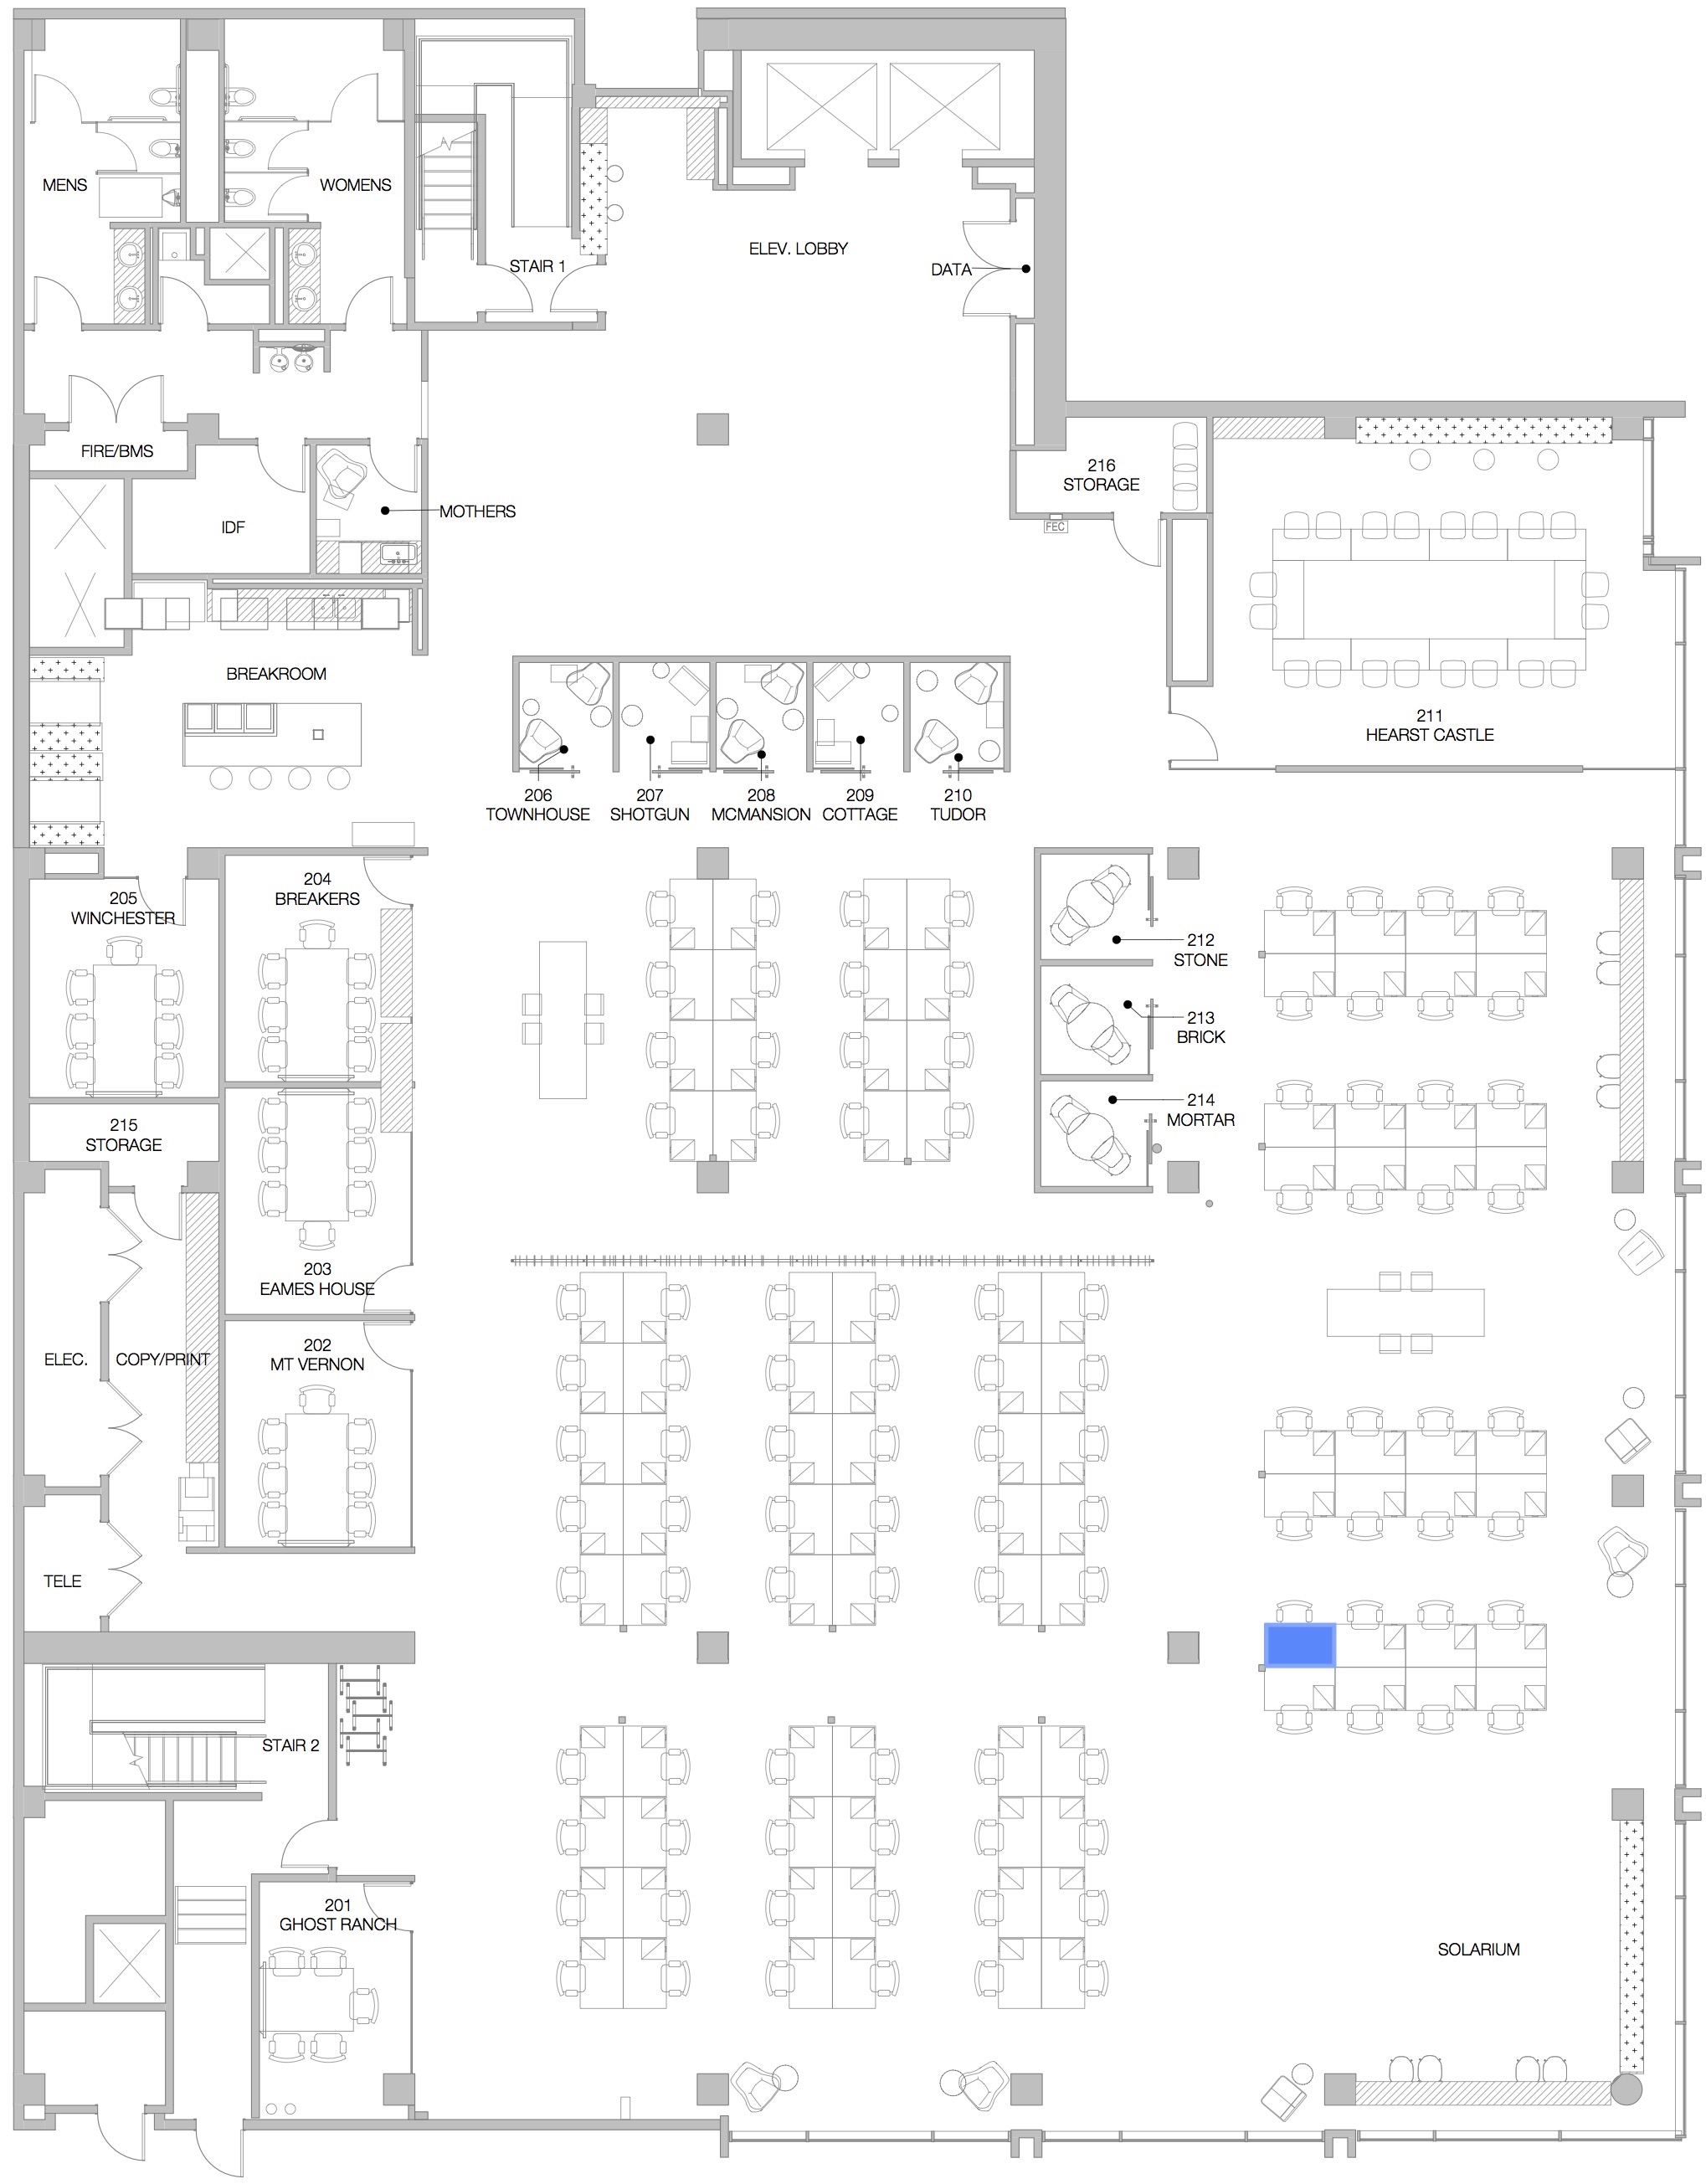 MENS
WOMENS
STAIR 1
ELEV. LOBBY
DATA
FIRE/BMS
IDF
MOTHERS
216
STORAGE
FEC
BREAKROOM
211
HEARST CASTLE
206
TOWNHOUSE
207
SHOTGUN
208
MCMANSION
209
COTTAGE
210
TUDOR
205
WINCHESTER
204
BREAKERS
212
STONE
213
BRICK
214
MORTAR
215
STORAGE
203
EAMES HOUSE
ELEC.
COPY/PRINT
202
MT VERNON
TELE
STAIR 2
201
GHOST RANCH
SOLARIUM